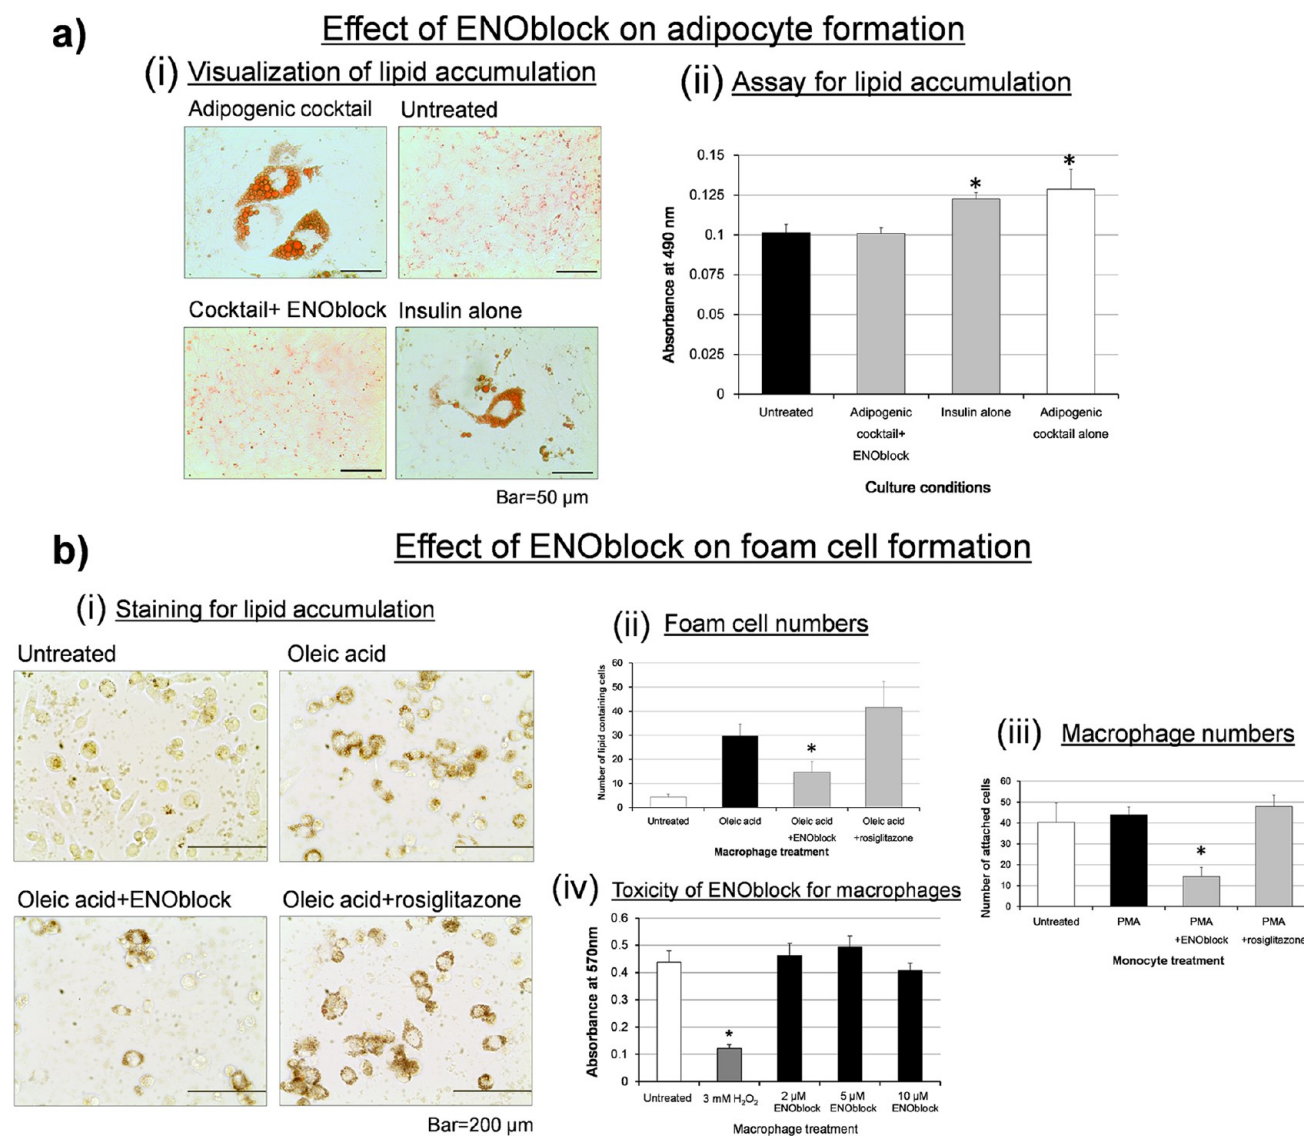 a)
Effect of ENOblock on adipocyte formation
(i) Visualization of lipid accumulation
Adipogenic cocktail
Untreated
Cocktail+ ENOblock
Insulin alone
Bar=50 µm
(ii) Assay for lipid accumulation
Absorbance at 490 nm
0.15
0.125
0.1
0.075
0.05
0.025
0
*
*
Untreated
Adipogenic
cocktail+
ENOblock
Insulin alone
Adipogenic
cocktail alone
Culture conditions
b)
Effect of ENOblock on foam cell formation
(i) Staining for lipid accumulation
Untreated
Oleic acid
Oleic acid+ENOblock
Oleic acid+rosiglitazone
Bar=200 µm
(ii) Foam cell numbers
Number of lipid containing cells
60
50
40
30
20
10
0
*
Untreated
Oleic acid
Oleic acid
+ENOblock
Oleic acid
+rosiglitazone
Macrophage treatment
(iii) Macrophage numbers
Number of attached cells
60
50
40
30
20
10
0
*
Untreated
PMA
PMA
+ENOblock
PMA
+rosiglitazone
Monocyte treatment
(iv) Toxicity of ENOblock for macrophages
Absorbance at 570nm
0.6
0.5
0.4
0.3
0.2
0.1
0
*
Untreated
3 mM H₂O₂
2 µM
ENOblock
5 µM
ENOblock
10 µM
ENOblock
Macrophage treatment